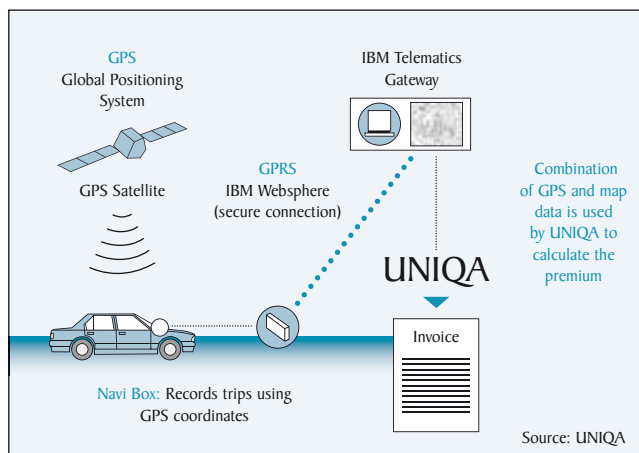 GPS
Global Positioning
System
GPS Satellite
IBM Telematics
Gateway
GPRS
IBM Websphere
(secure connection)
Combination
of GPS and map
data is used
by UNIQA to
calculate the
premium
UNIQA
Invoice
Navi Box: Records trips using
GPS coordinates
Source: UNIQA